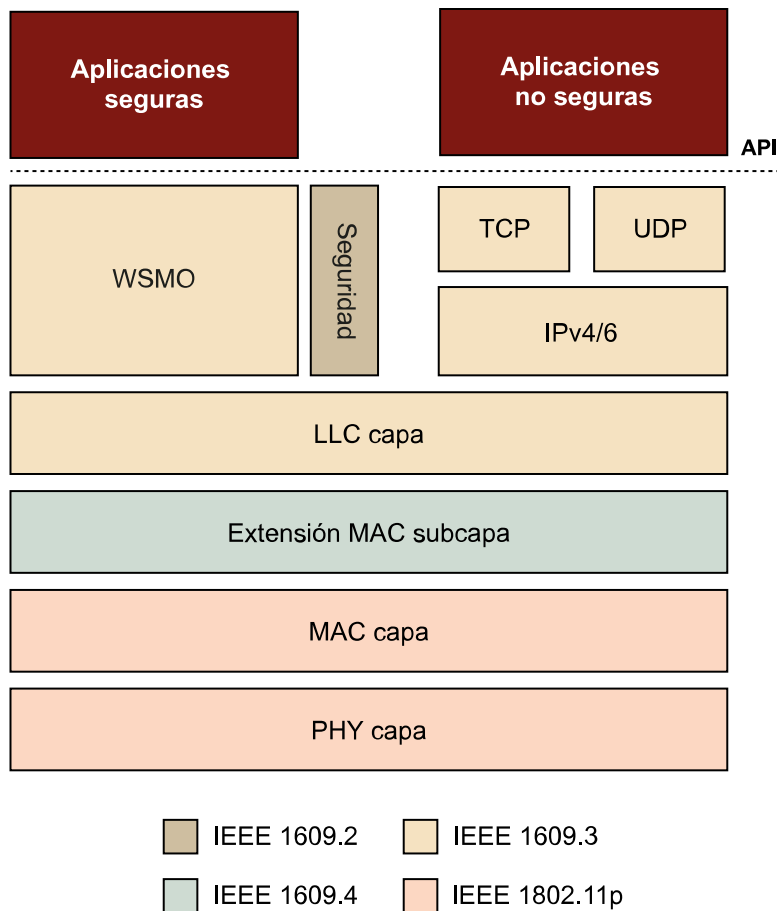 Aplicaciones
seguras
Aplicaciones
no seguras
API
WSMO
Seguridad
TCP
UDP
IPv4/6
LLC capa
Extensión MAC subcapa
MAC capa
PHY capa
IEEE 1609.2
IEEE 1609.3
IEEE 1609.4
IEEE 1802.11p